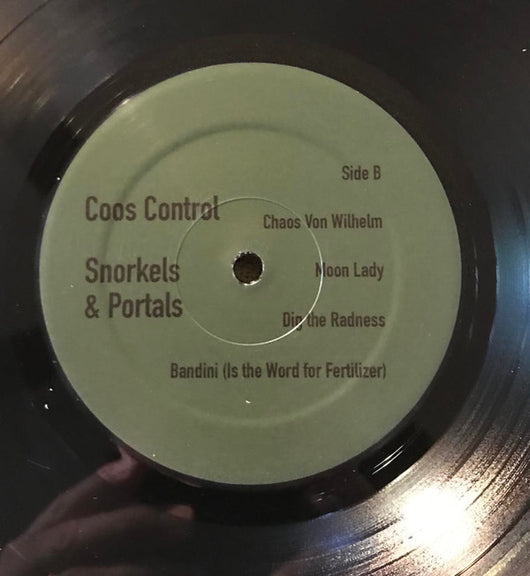 Side B
Coos Control
Chaos Von Wilhelm
Snorkels
& Portals
Moon Lady
Dig the Radness
Bandini (Is the Word for Fertilizer)